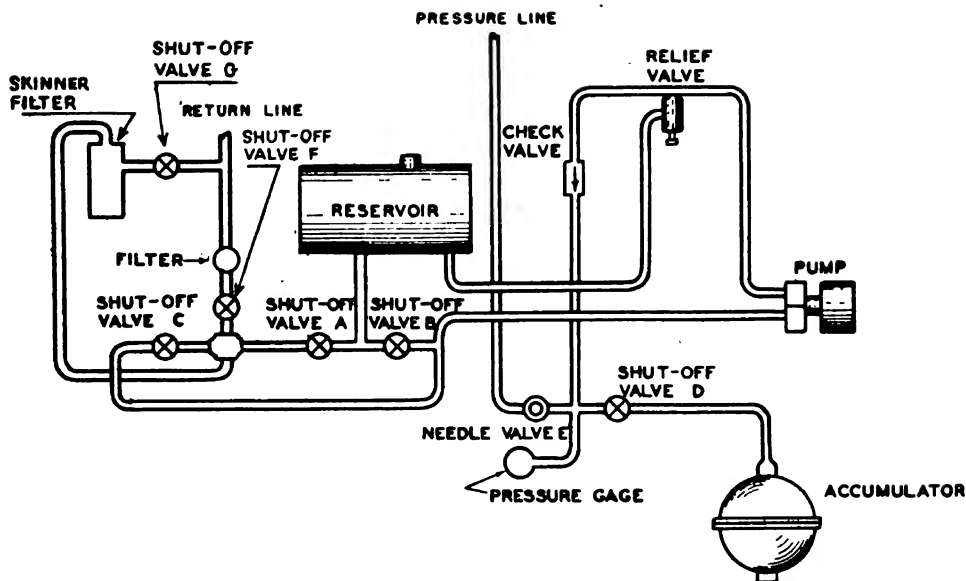 PRESSURE LINE
SHUT-OFF
VALVE G
SKINNER
FILTER
RETURN LINE
SHUT-OFF
VALVE F
RELIEF
VALVE
CHECK
VALVE
RESERVOIR
FILTER
PUMP
SHUT-OFF
VALVE C
SHUT-OFF
VALVE A
SHUT-OFF
VALVE B
SHUT-OFF
VALVE D
NEEDLE VALVE E
PRESSURE GAGE
ACCUMULATOR